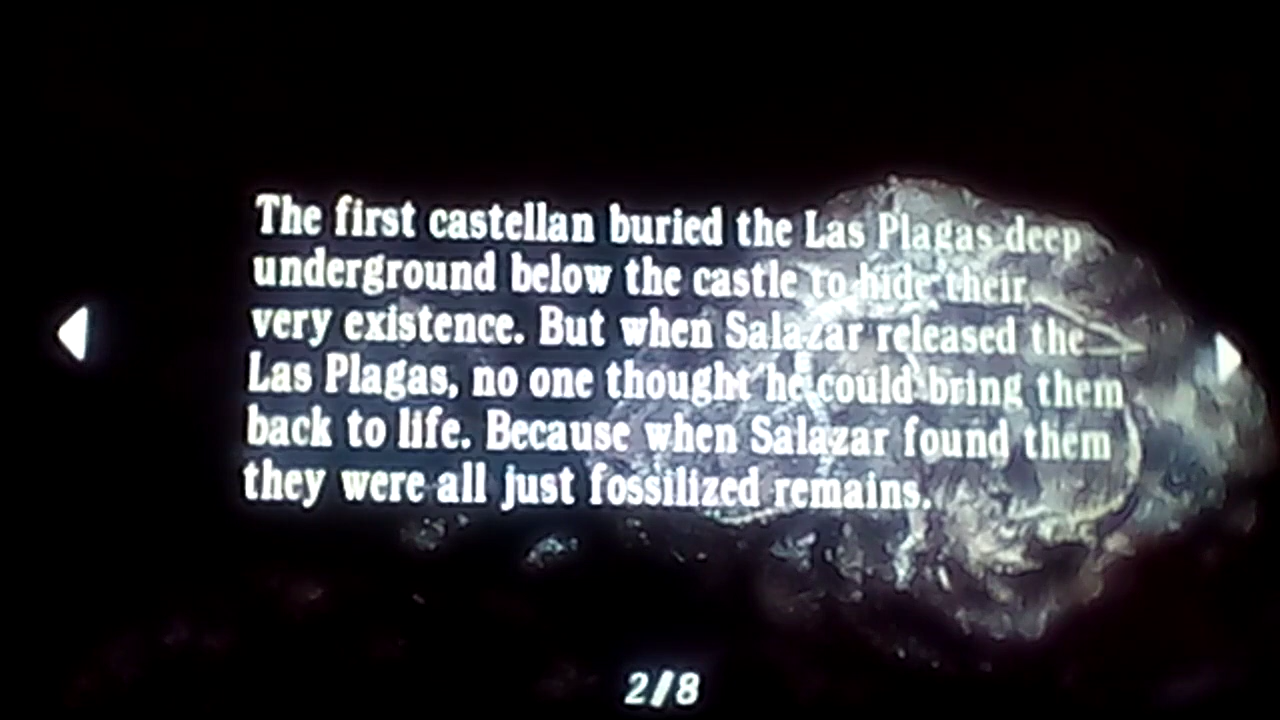 The first castellan buried the Las Plagas deep
underground below the castle to hide their
very existence. But when Salazar released the
Las Plagas, no one thought he could bring them
back to life. Because when Salazar found them
they were all just fossilized remains.
2/8